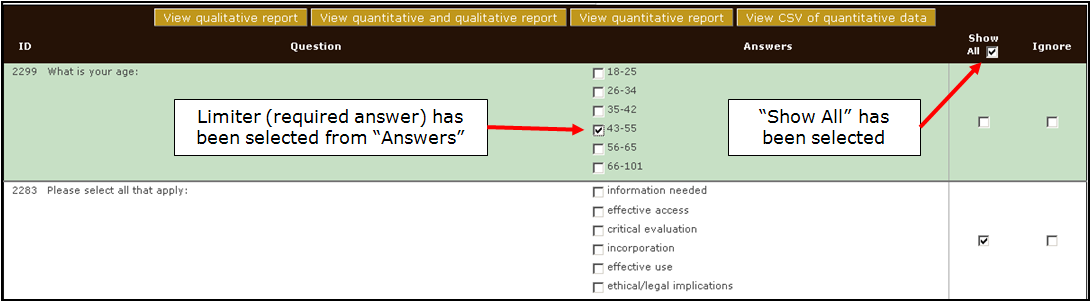 View qualitative report View quantitative and qualitative report View quantitative report View CSV of quantitative data
ID Question Answers Show All Ignore
2299 What is your age:
18-25
26-34
35-42
43-55
56-65
66-101
Limiter (required answer) has
been selected from “Answers”
“Show All” has
been selected
2283 Please select all that apply:
information needed
effective access
critical evaluation
incorporation
effective use
ethical/legal implications